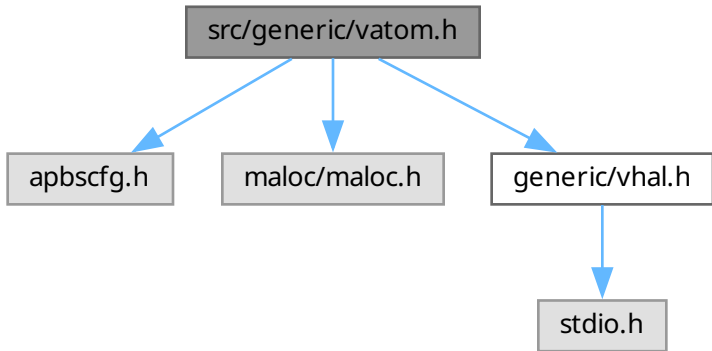 src/generic/vatom.h
apbscfg.h
maloc/maloc.h
generic/vhal.h
stdio.h